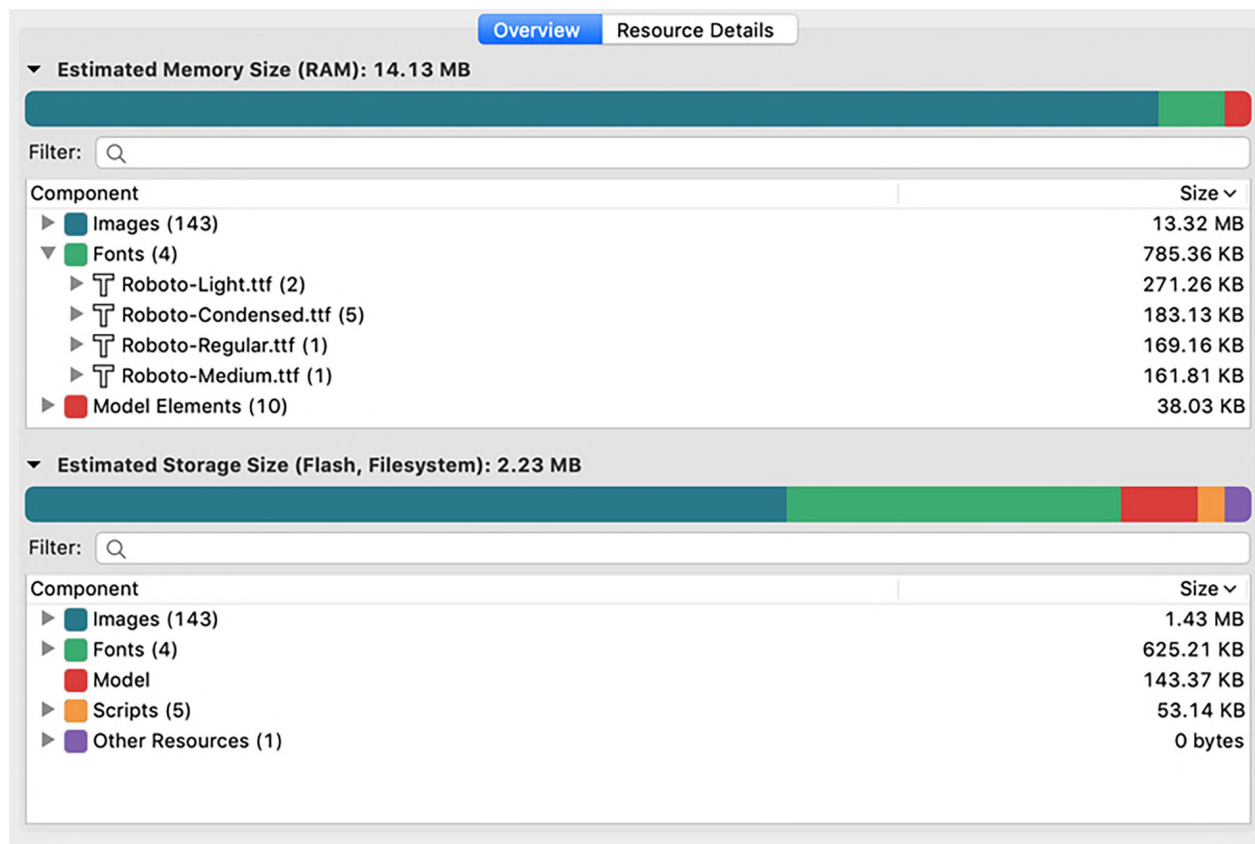 Overview Resource Details
Estimated Memory Size (RAM): 14.13 MB
Filter:
Component Size
Images (143) 13.32 MB
Fonts (4) 785.36 KB
Roboto-Light.ttf (2) 271.26 KB
Roboto-Condensed.ttf (5) 183.13 KB
Roboto-Regular.ttf (1) 169.16 KB
Roboto-Medium.ttf (1) 161.81 KB
Model Elements (10) 38.03 KB
Estimated Storage Size (Flash, Filesystem): 2.23 MB
Filter:
Component Size
Images (143) 1.43 MB
Fonts (4) 625.21 KB
Model 143.37 KB
Scripts (5) 53.14 KB
Other Resources (1) 0 bytes